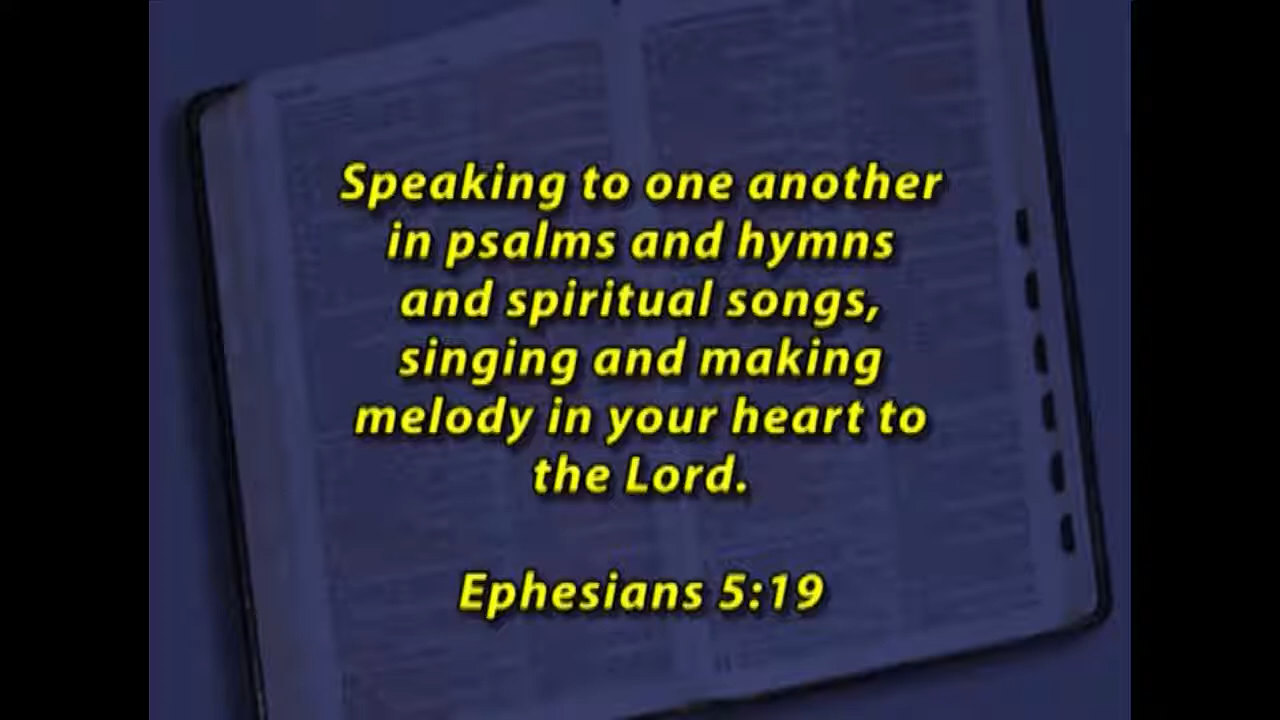 Speaking to one another
in psalms and hymns
and spiritual songs,
singing and making
melody in your heart to
the Lord.
Ephesians 5:19